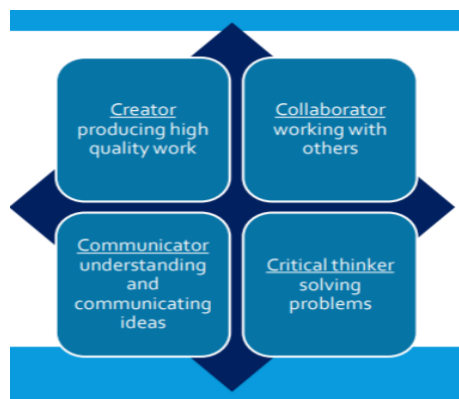 Creator
producing high
quality work
Collaborator
working with
others
Communicator
understanding
and
communicating
ideas
Critical thinker
solving
problems